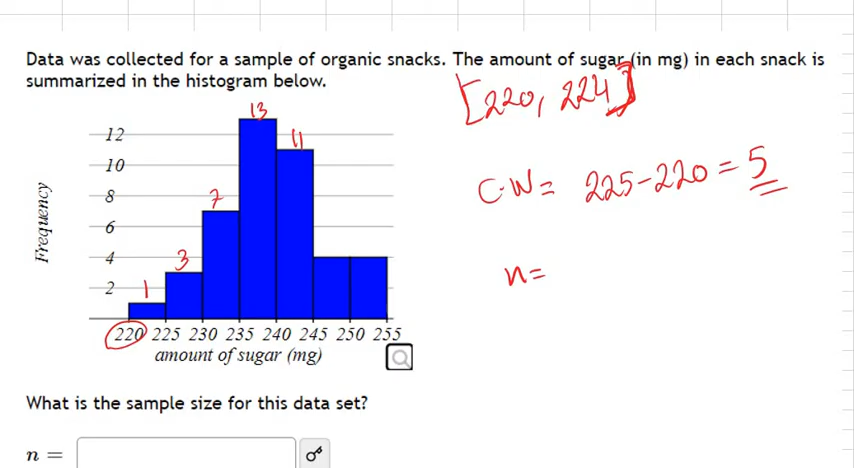 Data was collected for a sample of organic snacks. The amount of sugar (in mg) in each snack is
summarized in the histogram below.
[220, 224]
13
12
11
10
C·W = 225-220 = 5
8
7
Frequency
6
4
3
n=
2
1
220 225 230 235 240 245 250 255
amount of sugar (mg)
What is the sample size for this data set?
n =